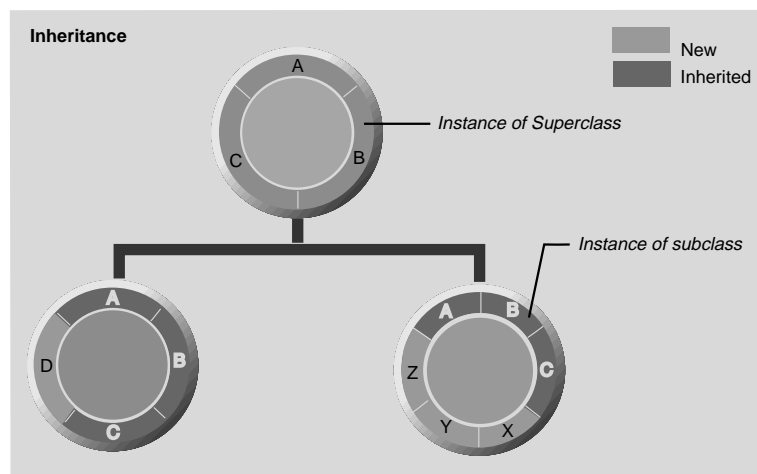 Inheritance
New
Inherited
A
B
C
Instance of Superclass
Instance of subclass
A
B
C
D
A
B
C
X
Y
Z